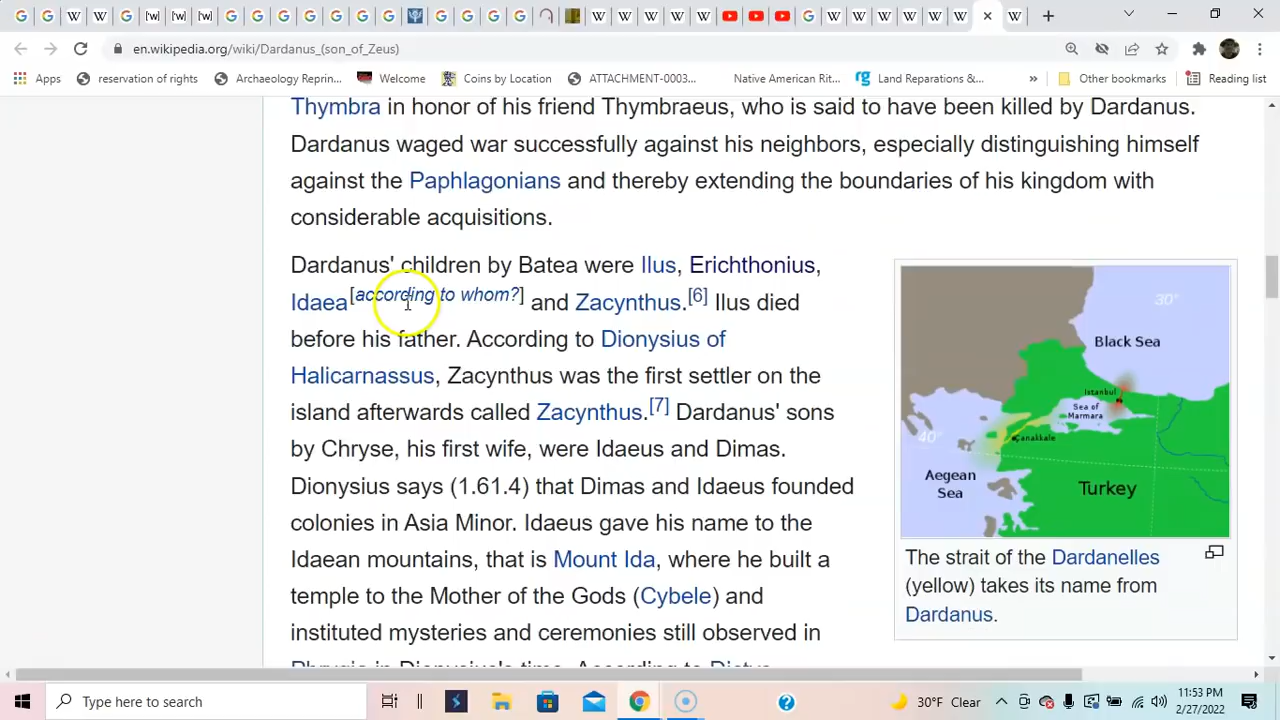 en.wikipedia.org/wiki/Dardanus_(son_of_Zeus)
Apps reservation of rights Archaeology Reprin... Welcome Coins by Location ATTACHMENT-0003... Native American Rit... Land Reparations &... » Other bookmarks Reading list
Thymbra in honor of his friend Thymbraeus, who is said to have been killed by Dardanus.
Dardanus waged war successfully against his neighbors, especially distinguishing himself
against the Paphlagonians and thereby extending the boundaries of his kingdom with
considerable acquisitions.
Dardanus' children by Batea were Ilus, Erichthonius,
Idaea[according to whom?] and Zacynthus.[6] Ilus died
before his father. According to Dionysius of
Halicarnassus, Zacynthus was the first settler on the
island afterwards called Zacynthus.[7] Dardanus' sons
by Chryse, his first wife, were Idaeus and Dimas.
Dionysius says (1.61.4) that Dimas and Idaeus founded
colonies in Asia Minor. Idaeus gave his name to the
Idaean mountains, that is Mount Ida, where he built a
temple to the Mother of the Gods (Cybele) and
instituted mysteries and ceremonies still observed in
Phrygia in Dionysius's time. According to Dictys
30°
Black Sea
Istanbul
Sea of
Marmara
40°
Çanakkale
Aegean
Sea
Turkey
The strait of the Dardanelles
(yellow) takes its name from
Dardanus.
Type here to search
30°F Clear
11:53 PM
2/27/2022